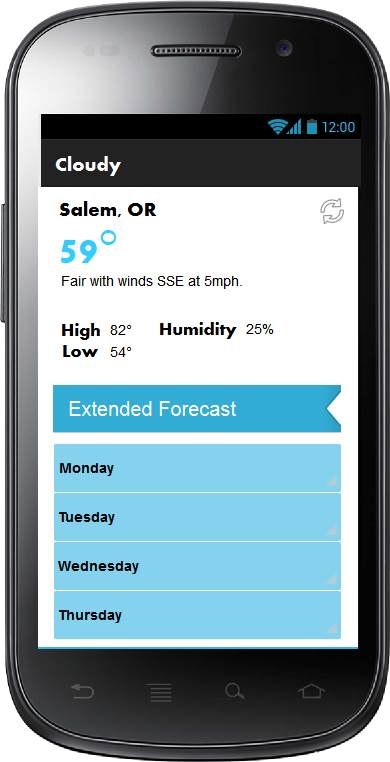 12:00
Cloudy
Salem, OR
59°
Fair with winds SSE at 5mph.
High 82° Humidity 25%
Low 54°
Extended Forecast
Monday
Tuesday
Wednesday
Thursday